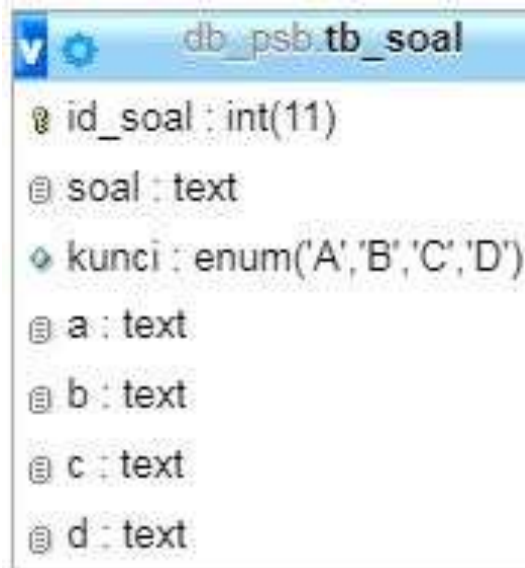 db_psb.tb_soal
id_soal : int(11)
soal : text
kunci : enum('A','B','C','D')
a : text
b : text
c : text
d : text